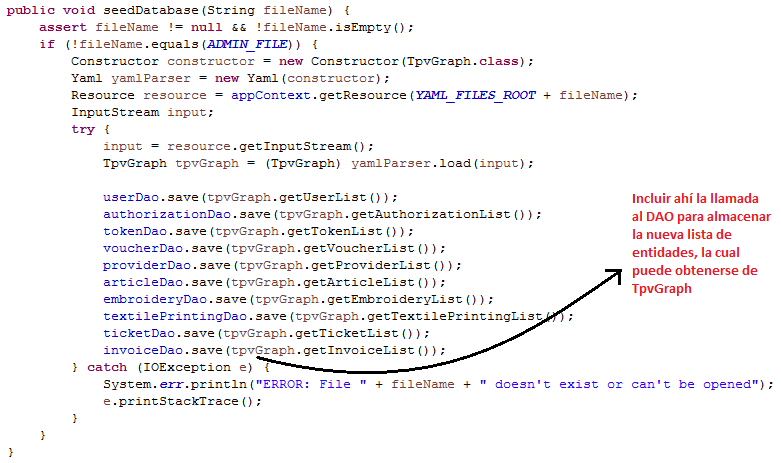 public void seedDatabase(String fileName) {
    assert fileName != null && !fileName.isEmpty();
    if (!fileName.equals(ADMIN_FILE)) {
        Constructor constructor = new Constructor(TpvGraph.class);
        Yaml yamlParser = new Yaml(constructor);
        Resource resource = appContext.getResource(YAML_FILES_ROOT + fileName);
        InputStream input;
        try {
            input = resource.getInputStream();
            TpvGraph tpvGraph = (TpvGraph) yamlParser.load(input);

            userDao.save(tpvGraph.getUserList());
            authorizationDao.save(tpvGraph.getAuthorizationList());
            tokenDao.save(tpvGraph.getTokenList());
            voucherDao.save(tpvGraph.getVoucherList());
            providerDao.save(tpvGraph.getProviderList());
            articleDao.save(tpvGraph.getArticleList());
            embroideryDao.save(tpvGraph.getEmbroideryList());
            textilePrintingDao.save(tpvGraph.getTextilePrintingList());
            ticketDao.save(tpvGraph.getTicketList());
            invoiceDao.save(tpvGraph.getInvoiceList());
        } catch (IOException e) {
            System.err.println("ERROR: File " + fileName + " doesn't exist or can't be opened");
            e.printStackTrace();
        }
    }
}
Incluir ahí la llamada
al DAO para almacenar
la nueva lista de
entidades, la cual
puede obtenerse de
TpvGraph